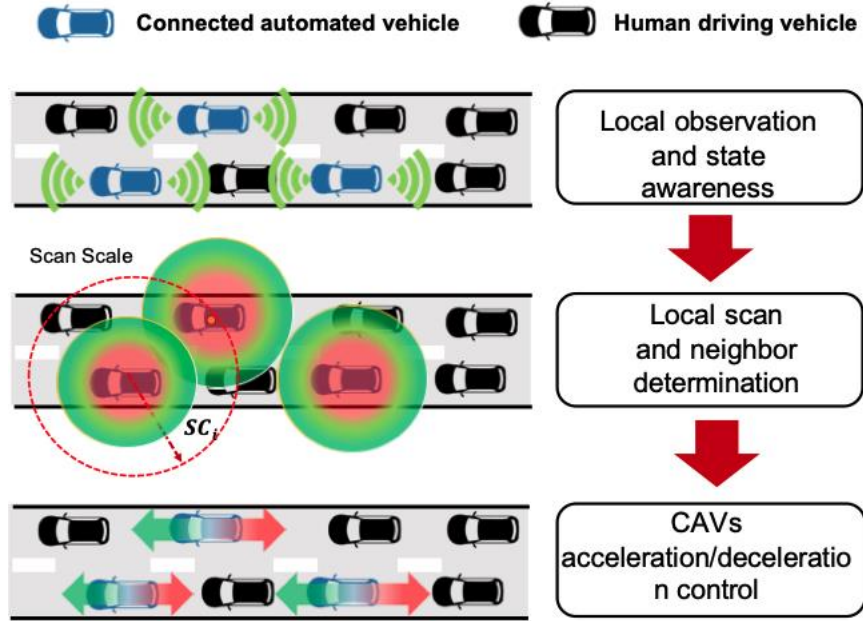 Connected automated vehicle
Human driving vehicle
Local observation
and state
awareness
Scan Scale
Local scan
and neighbor
determination
SCᵢ
CAVs
acceleration/deceleratio
n control